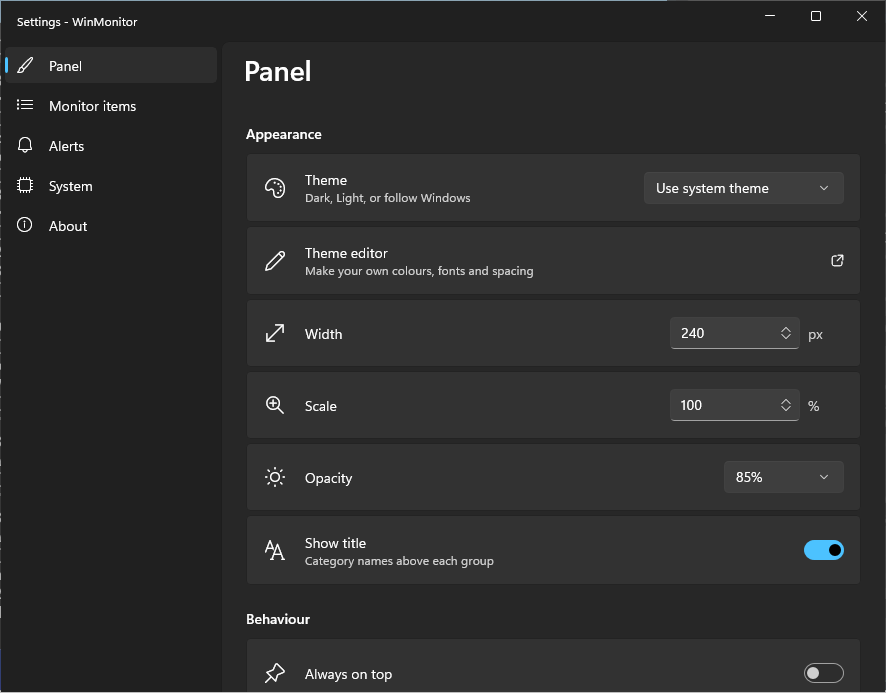 Settings - WinMonitor
Panel
Monitor items
Alerts
System
About
Panel
Appearance
Theme
Dark, Light, or follow Windows
Use system theme
Theme editor
Make your own colours, fonts and spacing
Width
240
px
Scale
100
%
Opacity
85%
Show title
Category names above each group
Behaviour
Always on top